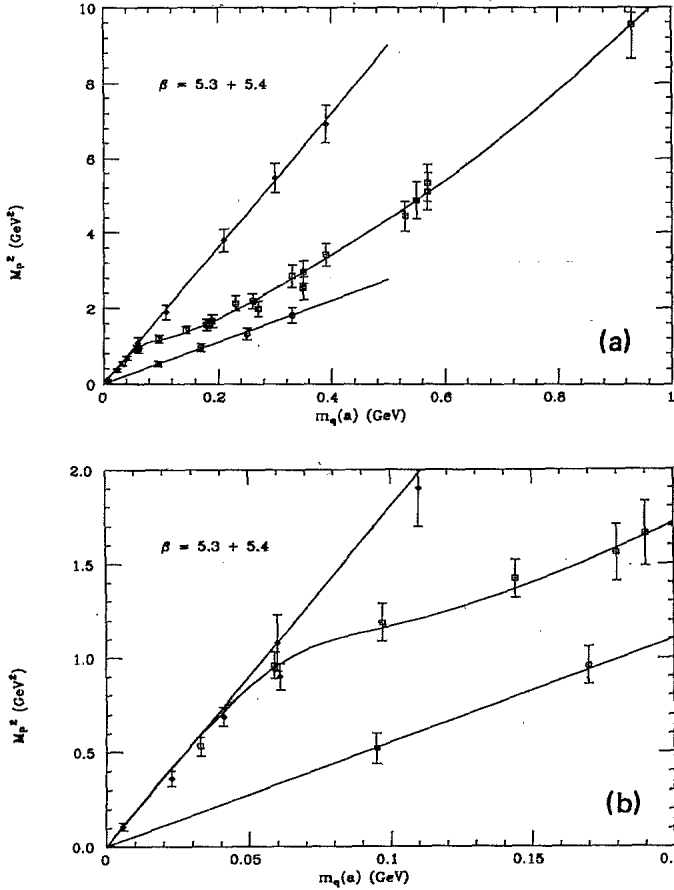 10
8
β = 5.3 + 5.4
6
M_P² (GeV²)
4
2
(a)
0
0 0.2 0.4 0.6 0.8 1
m_q(a) (GeV)
2.0
β = 5.3 + 5.4
1.5
M_P² (GeV²)
1.0
0.5
(b)
0.0
0 0.05 0.1 0.15 0.
m_q(a) (GeV)